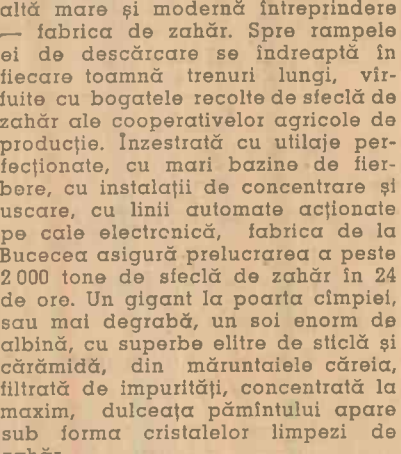 altă mare și modernă întreprindere
— fabrica de zahăr. Spre rampele
ei de descărcare se îndreaptă în
fiecare toamnă trenuri lungi, vîr-
fuite cu bogatele recolte de sfeclă de
zahăr ale cooperativelor agricole de
producție. Înzestrată cu utilaje per-
fecționate, cu mari bazine de fier-
bere, cu instalații de concentrare și
uscare, cu linii automate acționate
pe cale electronică, fabrica de la
Bucecea asigură prelucrarea a peste
2 000 tone de sfeclă de zahăr în 24
de ore. Un gigant la poarta cîmpiei,
sau mai degrabă, un soi enorm de
albină, cu superbe elitre de sticlă și
cărămidă, din măruntaiele căreia,
filtrată de impurități, concentrată la
maxim, dulceața pămîntului apare
sub forma cristalelor limpezi de